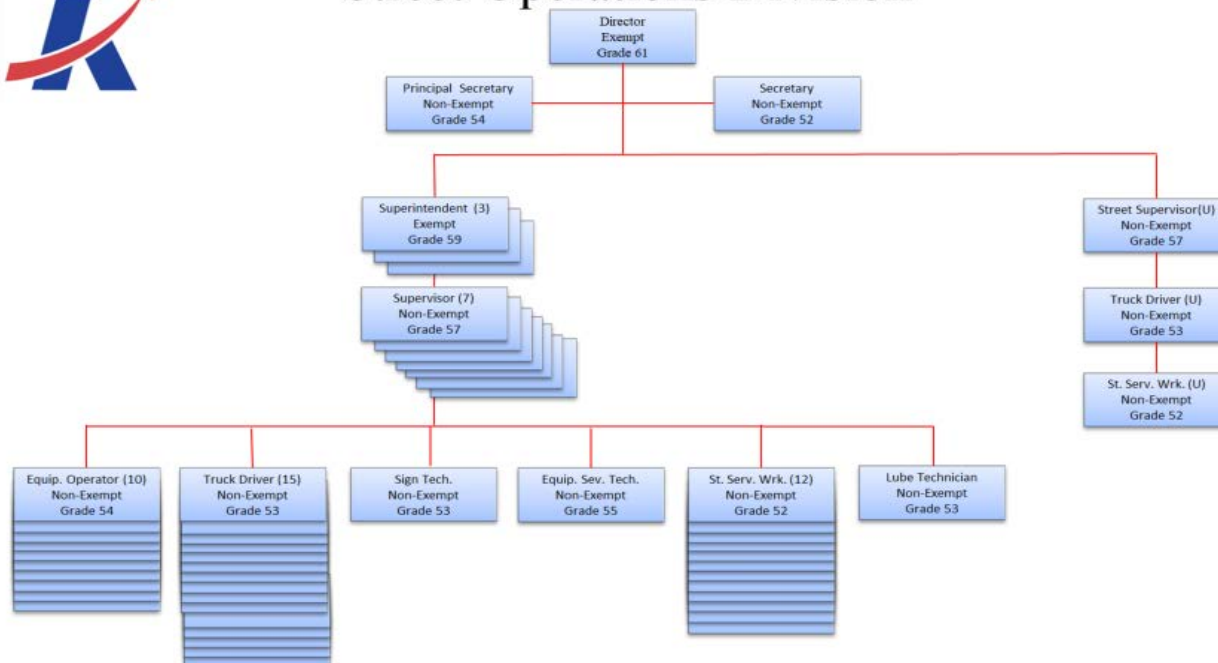 Street Operations Division
Director
Exempt
Grade 61
Principal Secretary
Non-Exempt
Grade 54
Secretary
Non-Exempt
Grade 52
Superintendent (3)
Exempt
Grade 59
Street Supervisor(U)
Non-Exempt
Grade 57
Supervisor (7)
Non-Exempt
Grade 57
Truck Driver (U)
Non-Exempt
Grade 53
St. Serv. Wrk. (U)
Non-Exempt
Grade 52
Equip. Operator (10)
Non-Exempt
Grade 54
Truck Driver (15)
Non-Exempt
Grade 53
Sign Tech.
Non-Exempt
Grade 53
Equip. Sev. Tech.
Non-Exempt
Grade 55
St. Serv. Wrk. (12)
Non-Exempt
Grade 52
Lube Technician
Non-Exempt
Grade 53